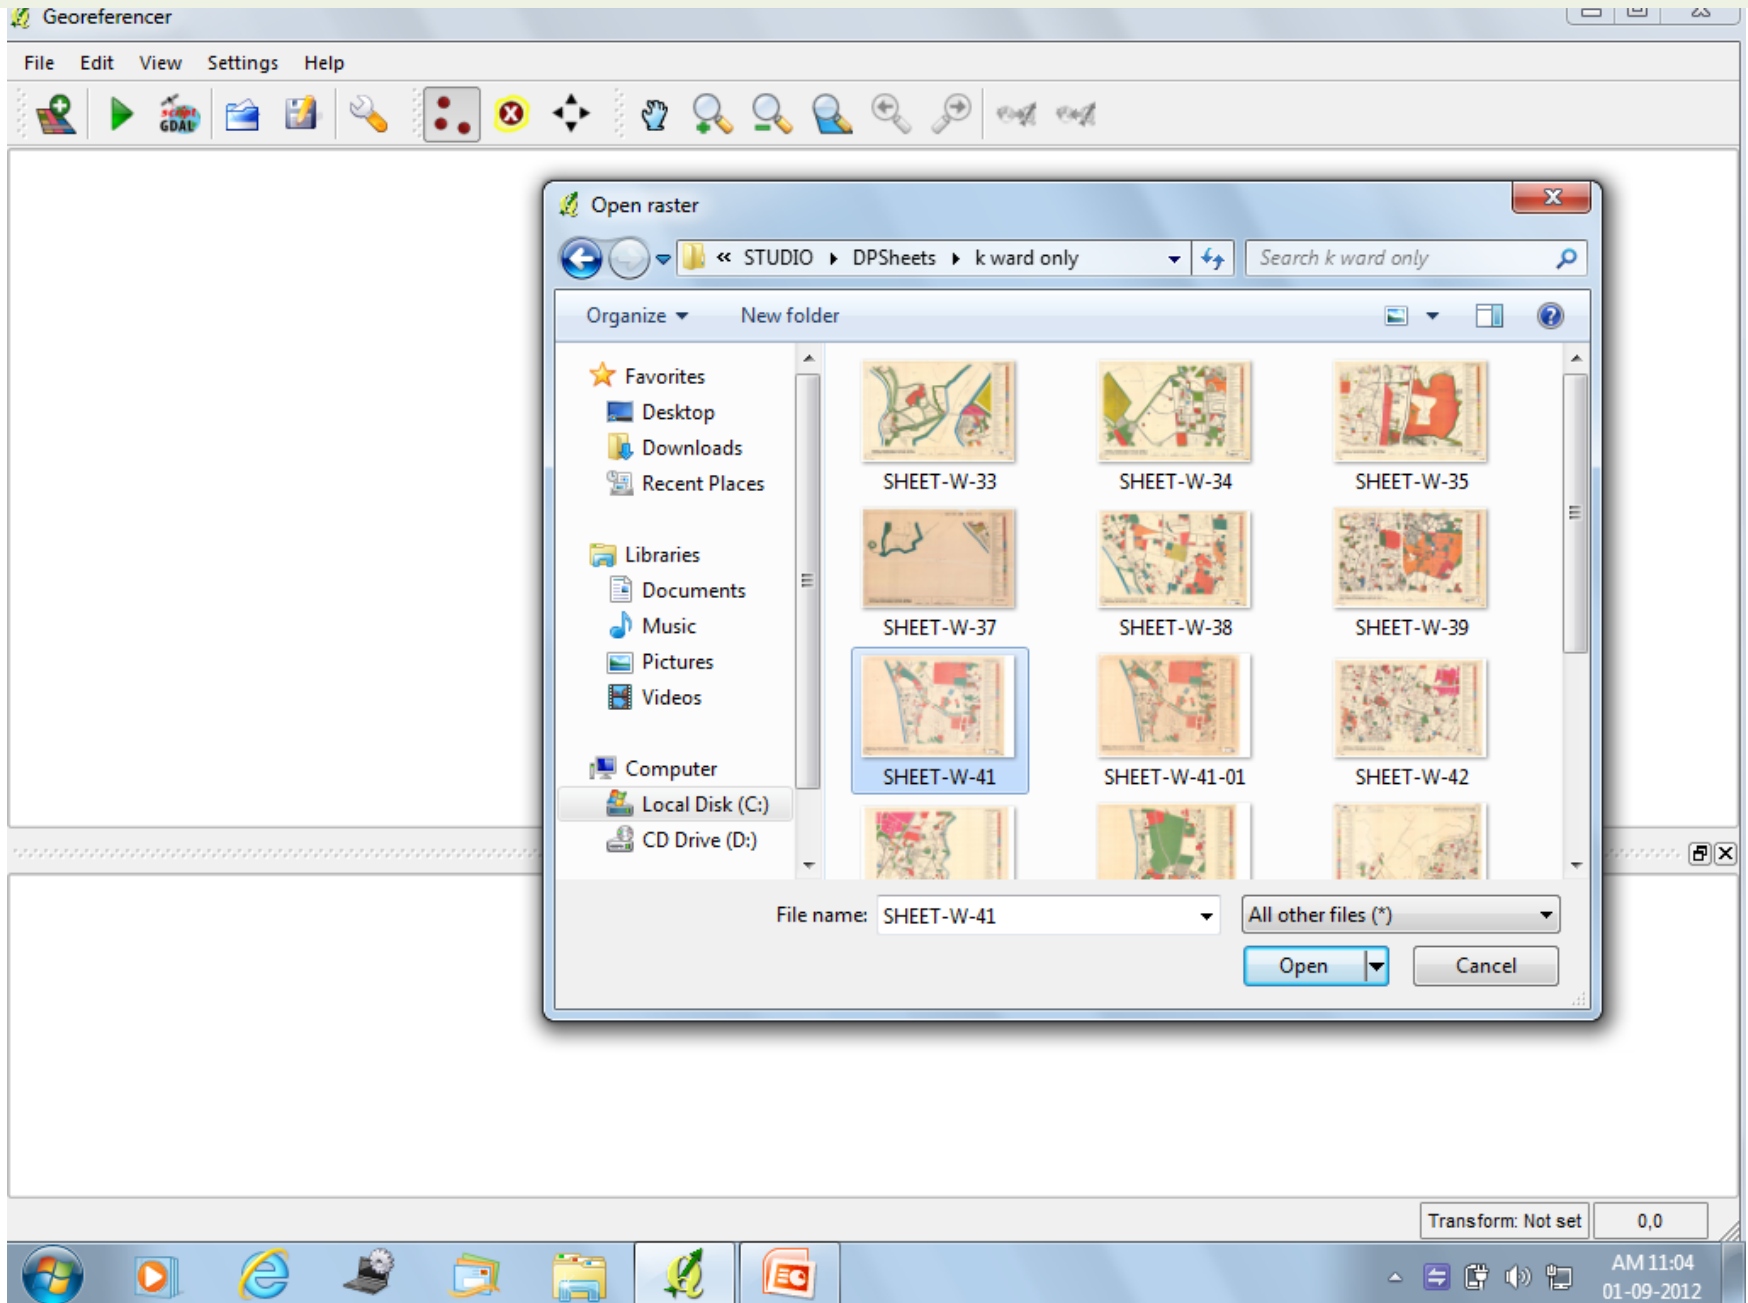 Georeferencer
File Edit View Settings Help
script
GDAL
Open raster
« STUDIO DPSheets k ward only
Search k ward only
Organize New folder
Favorites
Desktop
Downloads
Recent Places
Libraries
Documents
Music
Pictures
Videos
Computer
Local Disk (C:)
CD Drive (D:)
SHEET-W-33 SHEET-W-34 SHEET-W-35
SHEET-W-37 SHEET-W-38 SHEET-W-39
SHEET-W-41 SHEET-W-41-01 SHEET-W-42
File name: SHEET-W-41 All other files (*)
Open Cancel
Transform: Not set 0,0
AM 11:04
01-09-2012